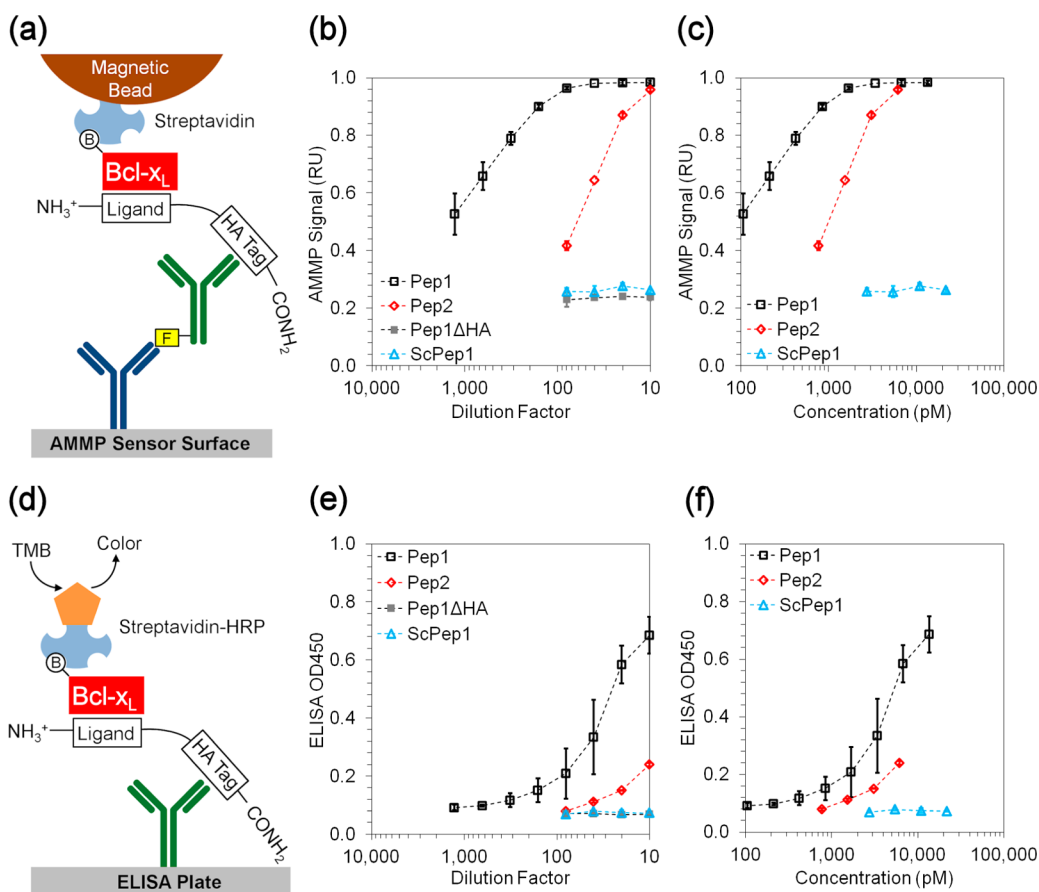 (a)
Magnetic
Bead
Streptavidin
B
Bcl-xL
NH3+
Ligand
HA Tag
CONH2
F
AMMP Sensor Surface
(b)
AMMP Signal (RU)
1.0
0.8
0.6
0.4
0.2
0.0
Pep1
Pep2
Pep1ΔHA
ScPep1
10,000 1,000 100 10
Dilution Factor
(c)
AMMP Signal (RU)
1.0
0.8
0.6
0.4
0.2
0.0
Pep1
Pep2
ScPep1
100 1,000 10,000 100,000
Concentration (pM)
(d)
TMB
Color
Streptavidin-HRP
B
Bcl-xL
NH3+
Ligand
HA Tag
CONH2
ELISA Plate
(e)
ELISA OD450
1.0
0.8
0.6
0.4
0.2
0.0
Pep1
Pep2
Pep1ΔHA
ScPep1
10,000 1,000 100 10
Dilution Factor
(f)
ELISA OD450
1.0
0.8
0.6
0.4
0.2
0.0
Pep1
Pep2
ScPep1
100 1,000 10,000 100,000
Concentration (pM)